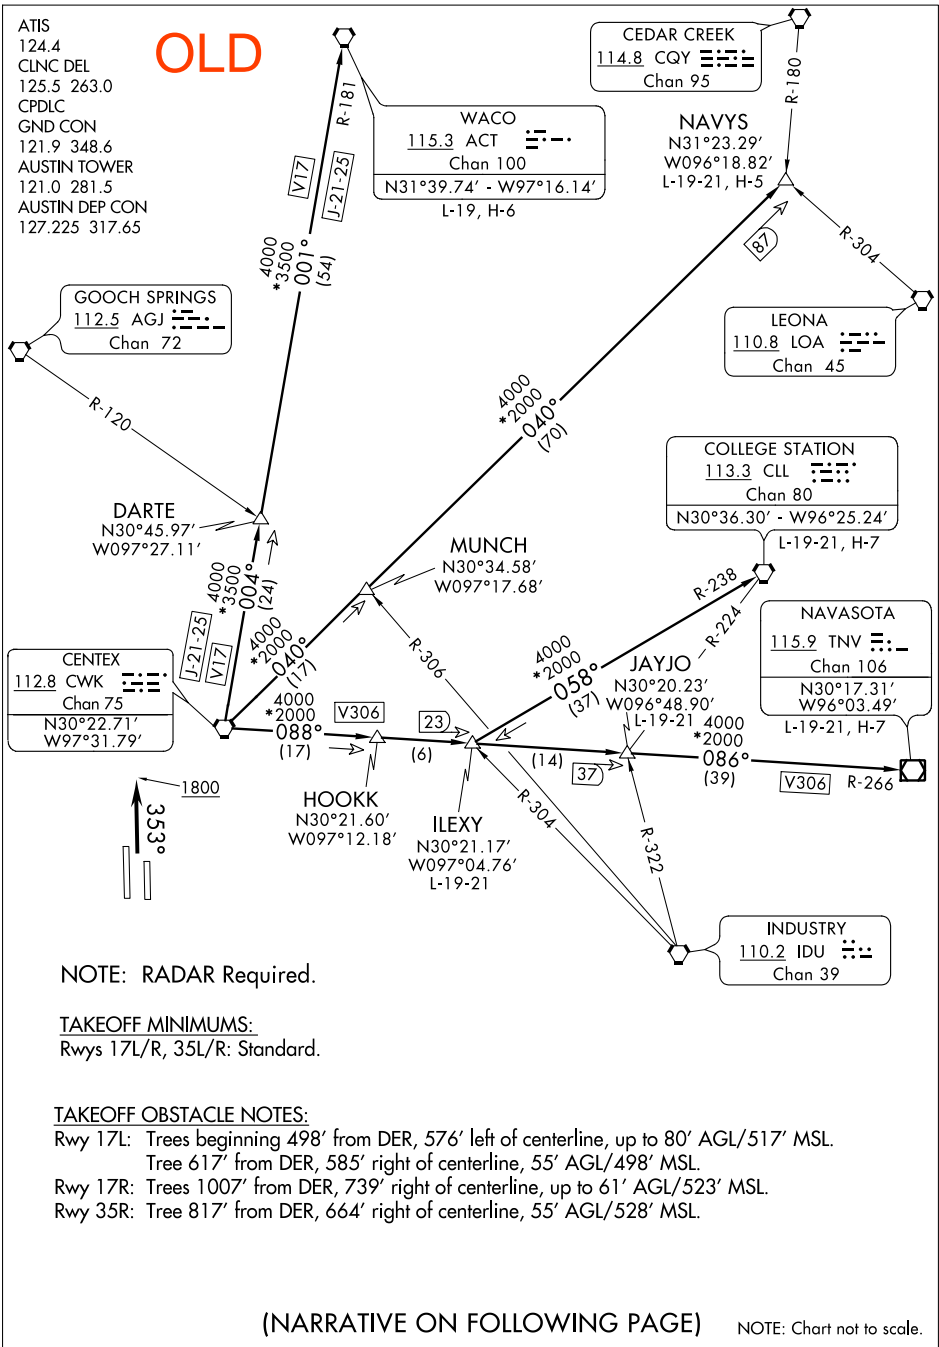 ATIS
124.4
CLNC DEL
125.5 263.0
CPDLC
GND CON
121.9 348.6
AUSTIN TOWER
121.0 281.5
AUSTIN DEP CON
127.225 317.65
OLD
WACO
115.3 ACT
Chan 100
N31°39.74′ - W97°16.14′
L-19, H-6
R-181
V17
J-21-25
4000
*3500
001°
(54)
CEDAR CREEK
114.8 CQY
Chan 95
R-180
NAVYS
N31°23.29′
W096°18.82′
L-19-21, H-5
87
R-304
LEONA
110.8 LOA
Chan 45
GOOCH SPRINGS
112.5 AGJ
Chan 72
R-120
4000
*2000
040°
(70)
COLLEGE STATION
113.3 CLL
Chan 80
N30°36.30′ - W96°25.24′
L-19-21, H-7
DARTE
N30°45.97′
W097°27.11′
MUNCH
N30°34.58′
W097°17.68′
4000
*3500
004°
(24)
J-21-25
V17
4000
*2000
040°
(17)
R-306
R-238
R-224
4000
*2000
058°
(37)
NAVASOTA
115.9 TNV
Chan 106
N30°17.31′
W96°03.49′
L-19-21, H-7
CENTEX
112.8 CWK
Chan 75
N30°22.71′
W97°31.79′
JAYJO
N30°20.23′
W096°48.90′
L-19-21
4000
*2000
088°
(17)
V306
23
(6)
(14)
37
4000
*2000
086°
(39)
V306
R-266
HOOKK
N30°21.60′
W097°12.18′
ILEXY
N30°21.17′
W097°04.76′
L-19-21
R-304
R-322
1800
353°
INDUSTRY
110.2 IDU
Chan 39
NOTE: RADAR Required.
TAKEOFF MINIMUMS:
Rwys 17L/R, 35L/R: Standard.
TAKEOFF OBSTACLE NOTES:
Rwy 17L: Trees beginning 498′ from DER, 576′ left of centerline, up to 80′ AGL/517′ MSL.
Tree 617′ from DER, 585′ right of centerline, 55′ AGL/498′ MSL.
Rwy 17R: Trees 1007′ from DER, 739′ right of centerline, up to 61′ AGL/523′ MSL.
Rwy 35R: Tree 817′ from DER, 664′ right of centerline, 55′ AGL/528′ MSL.
(NARRATIVE ON FOLLOWING PAGE)
NOTE: Chart not to scale.